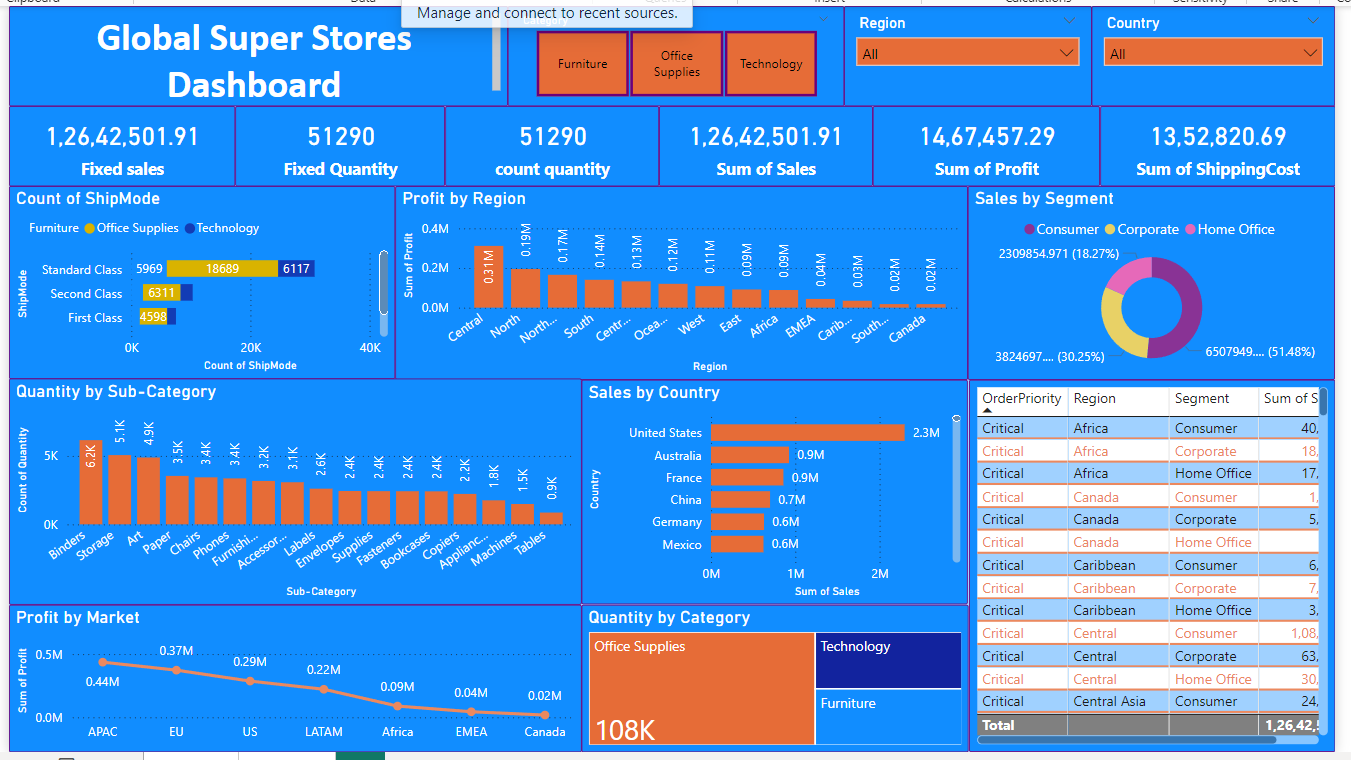 Manage and connect to recent sources.
Global Super Stores
Dashboard
Furniture
Office
Supplies
Technology
Region
All
Country
All
1,26,42,501.91
Fixed sales
51290
Fixed Quantity
51290
count quantity
1,26,42,501.91
Sum of Sales
14,67,457.29
Sum of Profit
13,52,820.69
Sum of ShippingCost
Count of ShipMode
Furniture Office Supplies Technology
ShipMode
Standard Class 5969 18689 6117
Second Class 6311
First Class 4598
0K 20K 40K
Count of ShipMode
Profit by Region
Sum of Profit
0.4M
0.2M
0.0M
0.31M 0.19M 0.17M 0.14M 0.13M 0.12M 0.11M 0.09M 0.09M 0.04M 0.03M 0.02M 0.02M
Central North North... South Centr... Ocea... West East Africa EMEA Carib... South... Canada
Region
Sales by Segment
Consumer Corporate Home Office
2309854.971 (18.27%)
3824697.... (30.25%)
6507949.... (51.48%)
Quantity by Sub-Category
Count of Quantity
5K
0K
6.2K 5.1K 4.9K 3.5K 3.4K 3.4K 3.2K 3.1K 2.6K 2.4K 2.4K 2.4K 2.4K 2.2K 1.8K 1.5K 0.9K
Binders Storage Art Paper Chairs Phones Furnishi... Accessor... Labels Envelopes Supplies Fasteners Bookcases Copiers Applianc... Machines Tables
Sub-Category
Sales by Country
Country
United States 2.3M
Australia 0.9M
France 0.9M
China 0.7M
Germany 0.6M
Mexico 0.6M
0M 1M 2M
Sum of Sales
OrderPriority Region Segment Sum of S
Critical Africa Consumer 40,
Critical Africa Corporate 18,
Critical Africa Home Office 17,
Critical Canada Consumer 1,
Critical Canada Corporate 5,
Critical Canada Home Office
Critical Caribbean Consumer 6,
Critical Caribbean Corporate 7,
Critical Caribbean Home Office 3,
Critical Central Consumer 1,08,
Critical Central Corporate 63,
Critical Central Home Office 30,
Critical Central Asia Consumer 24,
Total 1,26,42,5
Profit by Market
Sum of Profit
0.5M
0.0M
0.44M 0.37M 0.29M 0.22M 0.09M 0.04M 0.02M
APAC EU US LATAM Africa EMEA Canada
Quantity by Category
Office Supplies
108K
Technology
Furniture